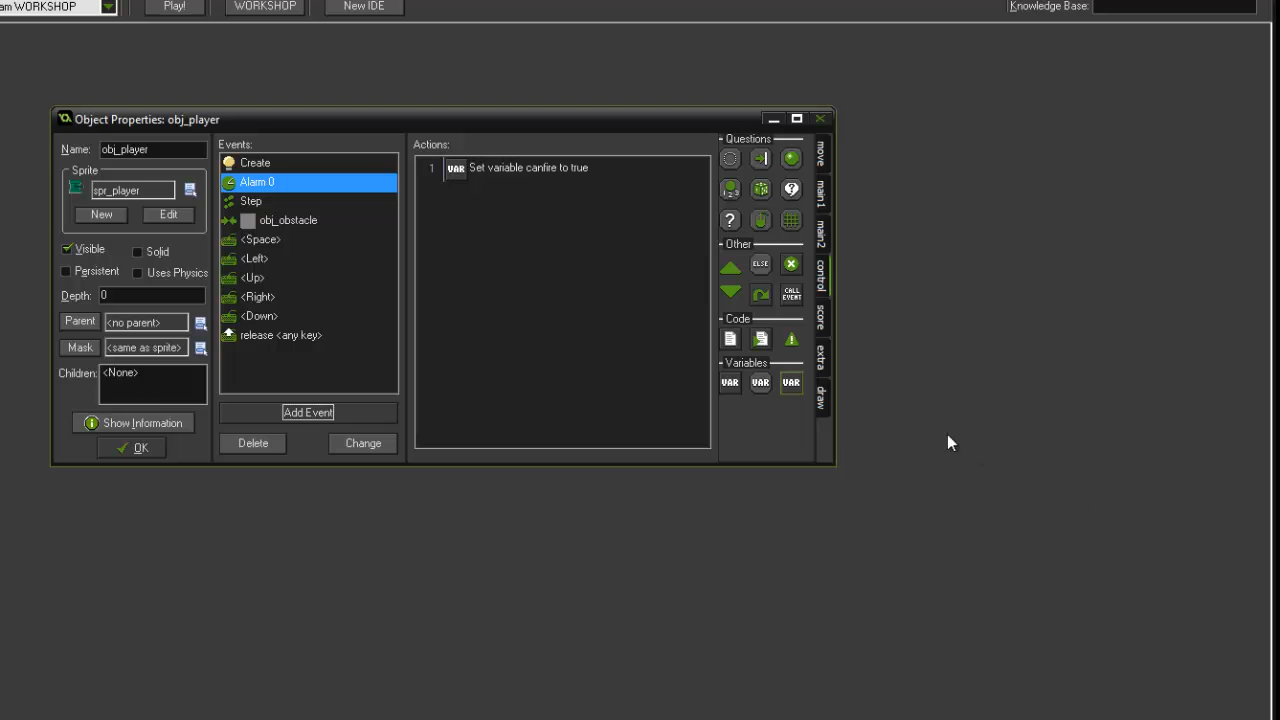 am WORKSHOP
Play!
WORKSHOP
New IDE
Knowledge Base:
Object Properties: obj_player
Name: obj_player
Sprite
spr_player
New
Edit
Visible
Solid
Persistent
Uses Physics
Depth: 0
Parent <no parent>
Mask <same as sprite>
Children: <None>
Show Information
OK
Events:
Create
Alarm 0
Step
obj_obstacle
<Space>
<Left>
<Up>
<Right>
<Down>
release <any key>
Add Event
Delete
Change
Actions:
1 VAR Set variable canfire to true
Questions
1 2 3
?
?
Other
ELSE
CALL
EVENT
Code
Variables
VAR
VAR
VAR
move
main1
main2
control
score
extra
draw